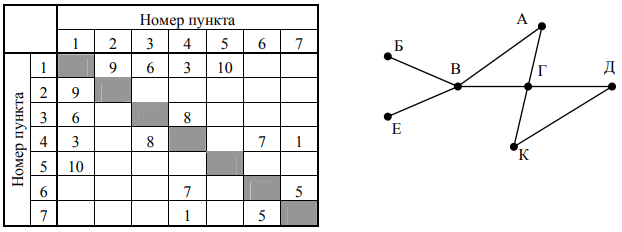 Номер пункта
1 2 3 4 5 6 7
Номер пункта
1 9 6 3 10
2 9
3 6 8
4 3 8 7 1
5 10
6 7 5
7 1 5
А
Б
В Г Д
Е
К